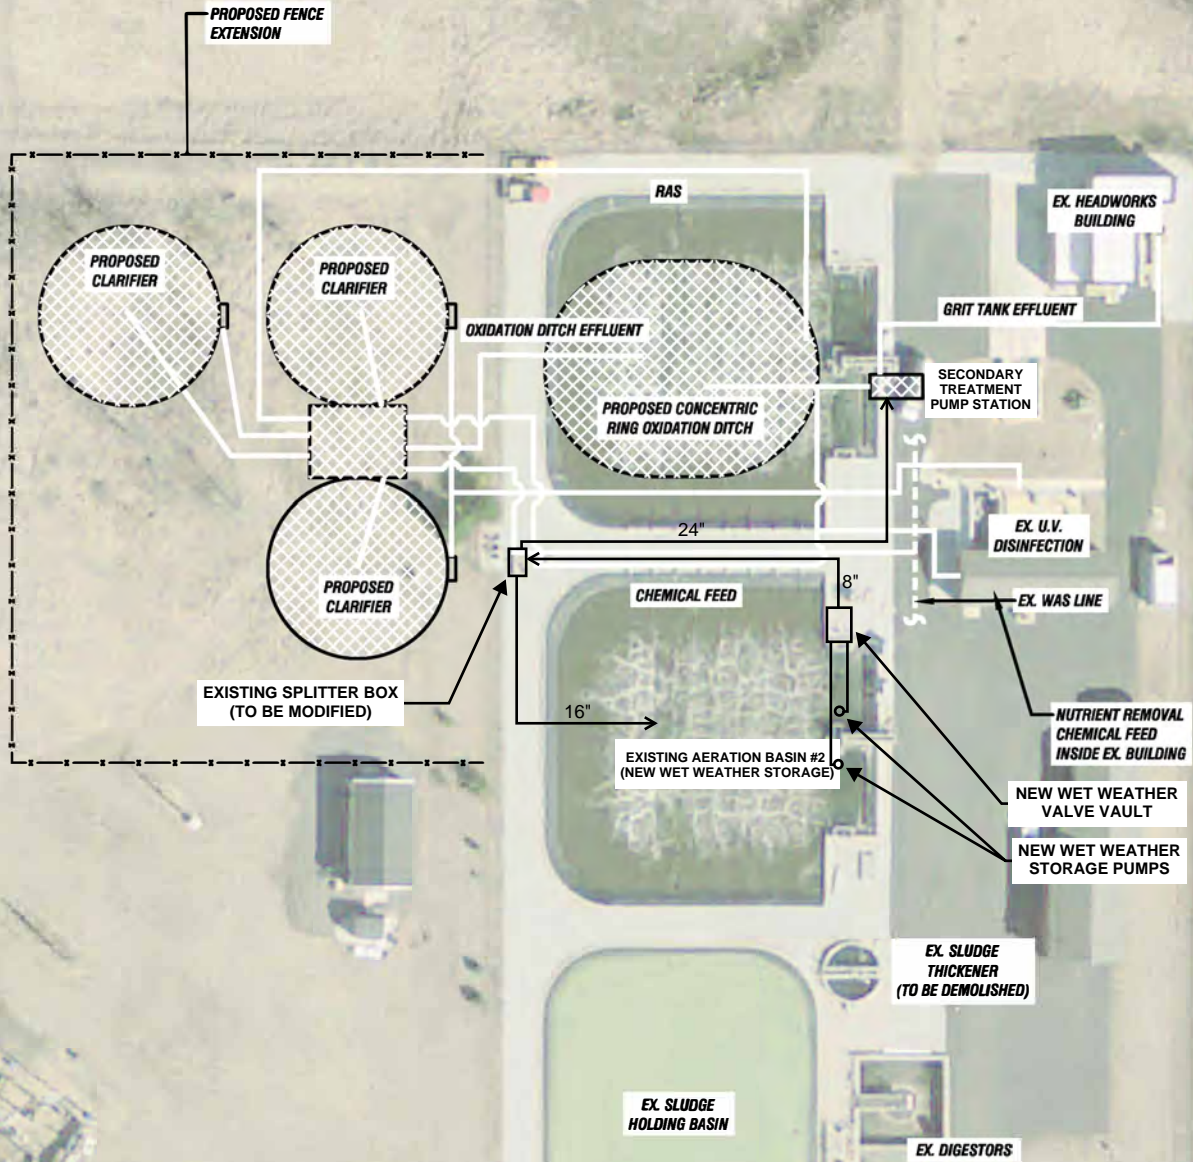 PROPOSED FENCE
EXTENSION
RAS
EX. HEADWORKS
BUILDING
PROPOSED
CLARIFIER
PROPOSED
CLARIFIER
OXIDATION DITCH EFFLUENT
GRIT TANK EFFLUENT
SECONDARY
TREATMENT
PUMP STATION
PROPOSED CONCENTRIC
RING OXIDATION DITCH
24"
EX. U.V.
DISINFECTION
PROPOSED
CLARIFIER
CHEMICAL FEED
8"
EX. WAS LINE
S
S
EXISTING SPLITTER BOX
(TO BE MODIFIED)
16"
NUTRIENT REMOVAL
CHEMICAL FEED
INSIDE EX. BUILDING
EXISTING AERATION BASIN #2
(NEW WET WEATHER STORAGE)
NEW WET WEATHER
VALVE VAULT
NEW WET WEATHER
STORAGE PUMPS
EX. SLUDGE
THICKENER
(TO BE DEMOLISHED)
EX. SLUDGE
HOLDING BASIN
EX. DIGESTORS